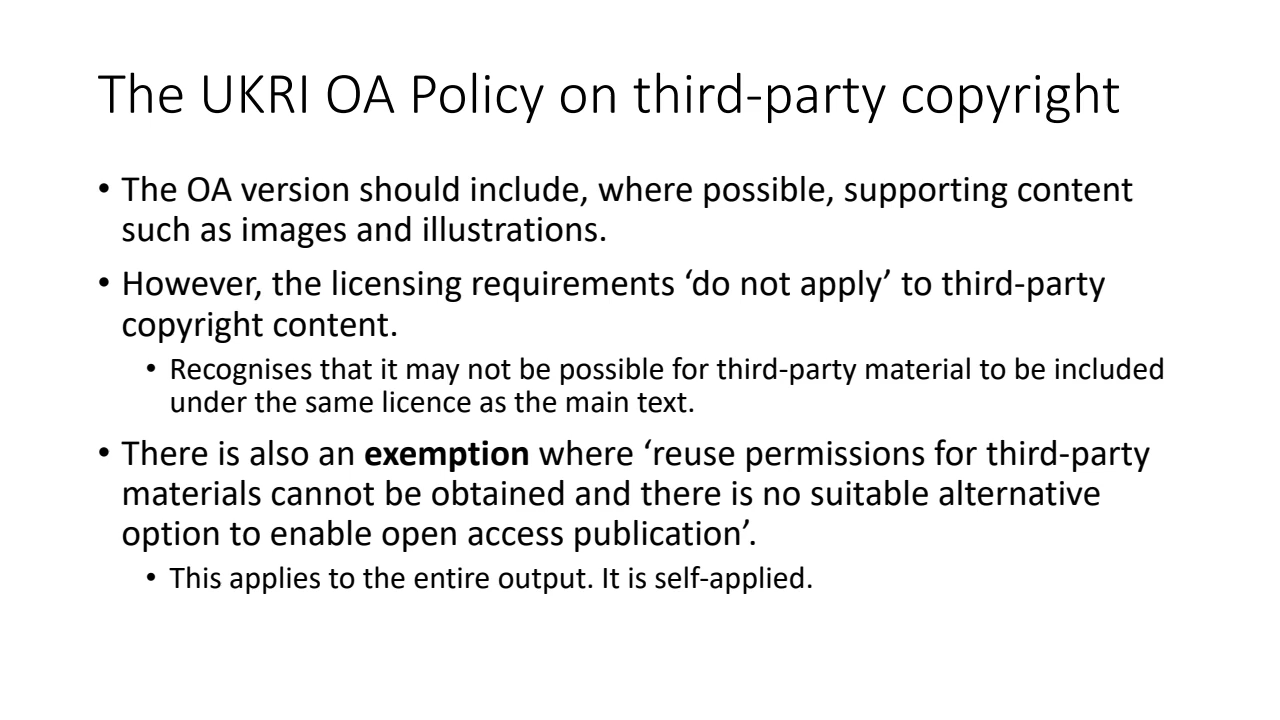 The UKRI OA Policy on third-party copyright
• The OA version should include, where possible, supporting content
such as images and illustrations.
• However, the licensing requirements ‘do not apply’ to third-party
copyright content.
• Recognises that it may not be possible for third-party material to be included
under the same licence as the main text.
• There is also an exemption where ‘reuse permissions for third-party
materials cannot be obtained and there is no suitable alternative
option to enable open access publication’.
• This applies to the entire output. It is self-applied.